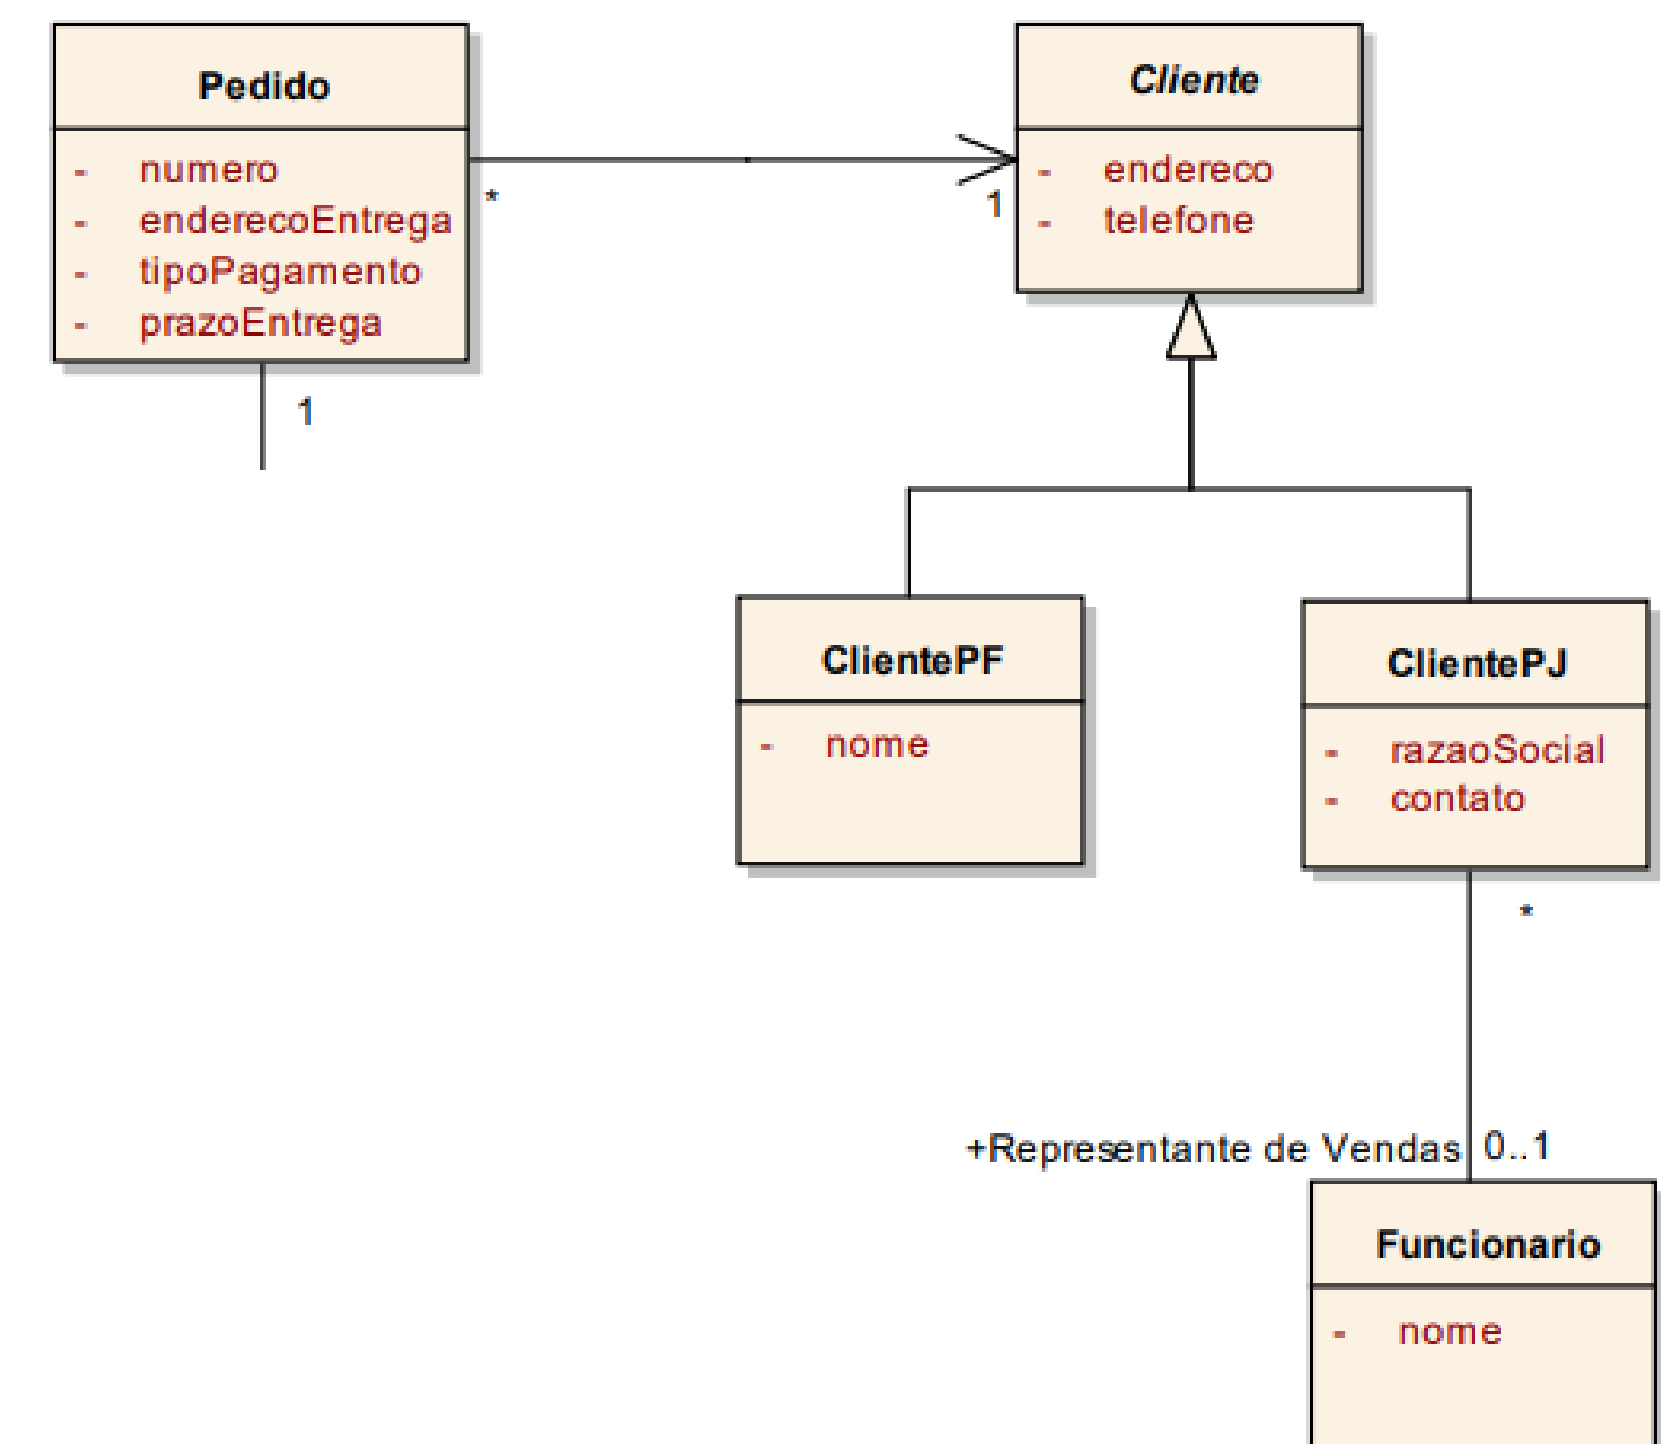 Pedido
- numero
- enderecoEntrega
- tipoPagamento
- prazoEntrega
*
1
Cliente
- endereco
- telefone
1
ClientePF
- nome
ClientePJ
- razaoSocial
- contato
*
+Representante de Vendas 0..1
Funcionario
- nome